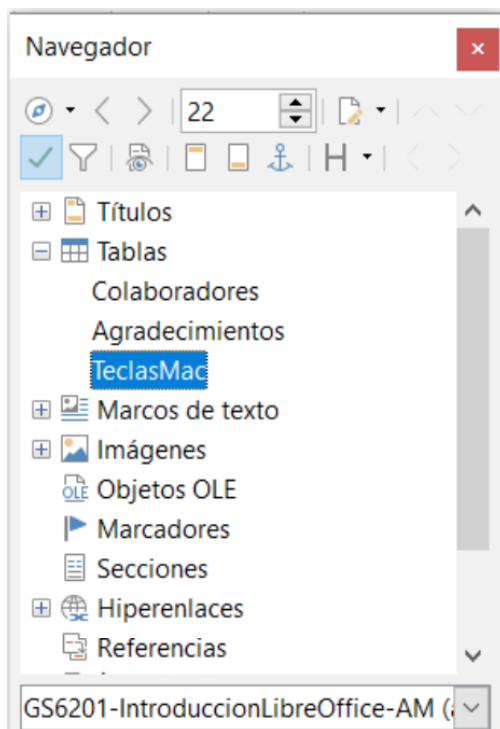 Navegador
22
H
Títulos
Tablas
Colaboradores
Agradecimientos
TeclasMac
Marcos de texto
Imágenes
OLE Objetos OLE
Marcadores
Secciones
Hiperenlaces
Referencias
GS6201-IntroduccionLibreOffice-AM (